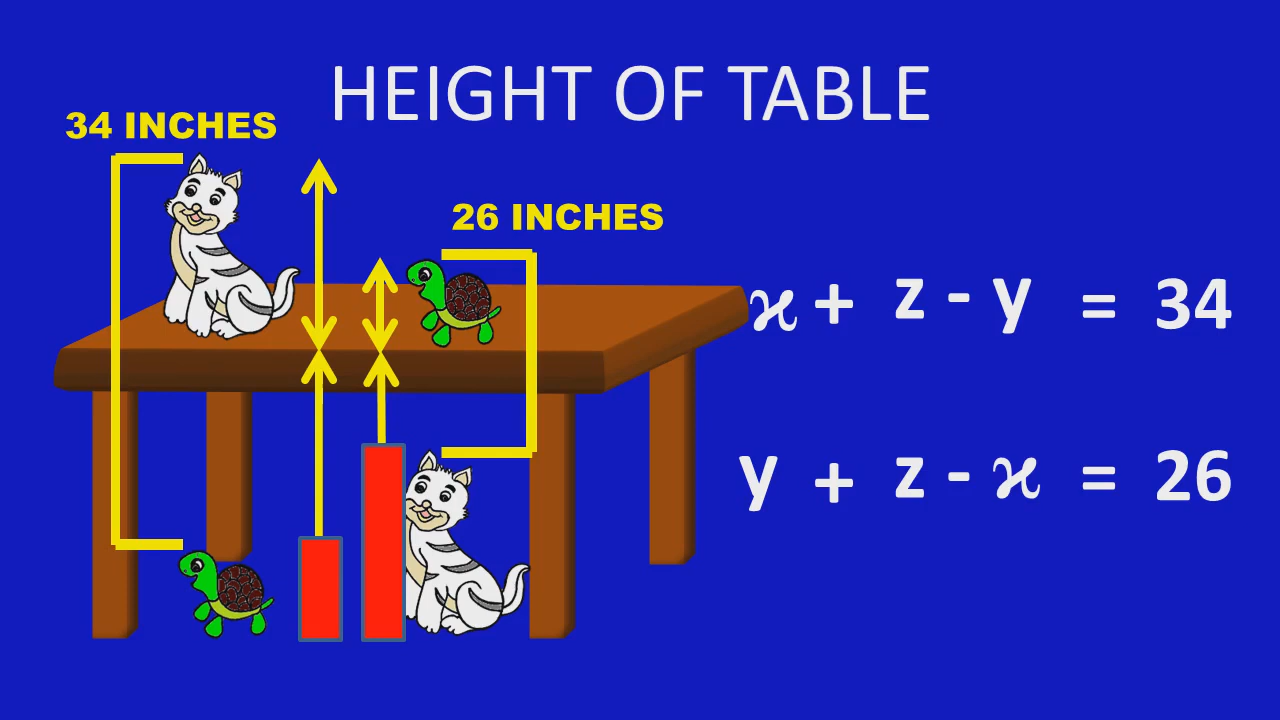 HEIGHT OF TABLE
34 INCHES
26 INCHES
x + z - y = 34
y + z - x = 26